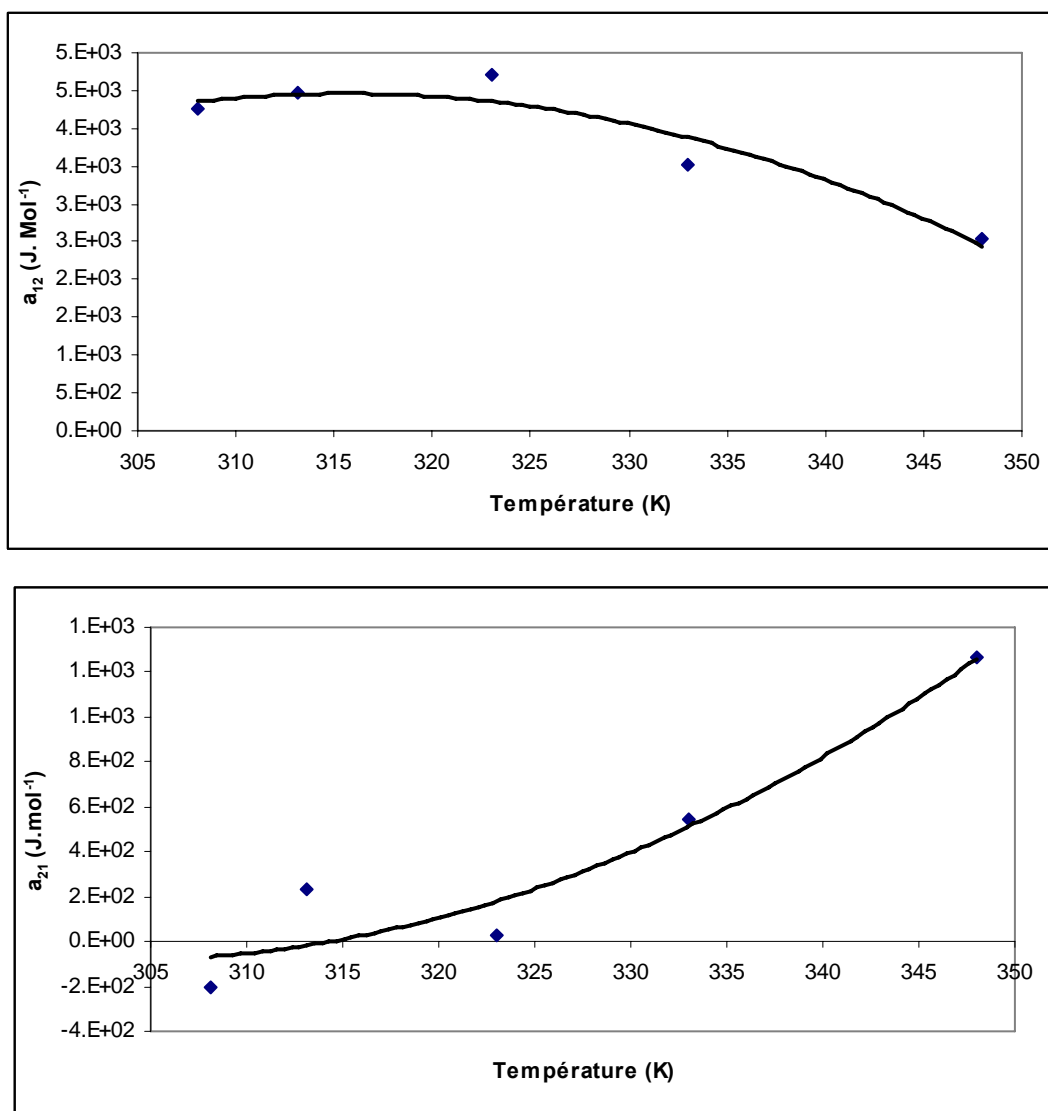 5.E+03
5.E+03
4.E+03
4.E+03
3.E+03
3.E+03
2.E+03
2.E+03
1.E+03
5.E+02
0.E+00
a12 (J. Mol-1)
305 310 315 320 325 330 335 340 345 350
Température (K)
1.E+03
1.E+03
1.E+03
8.E+02
6.E+02
4.E+02
2.E+02
0.E+00
-2.E+02
-4.E+02
a21 (J.mol-1)
305 310 315 320 325 330 335 340 345 350
Température (K)